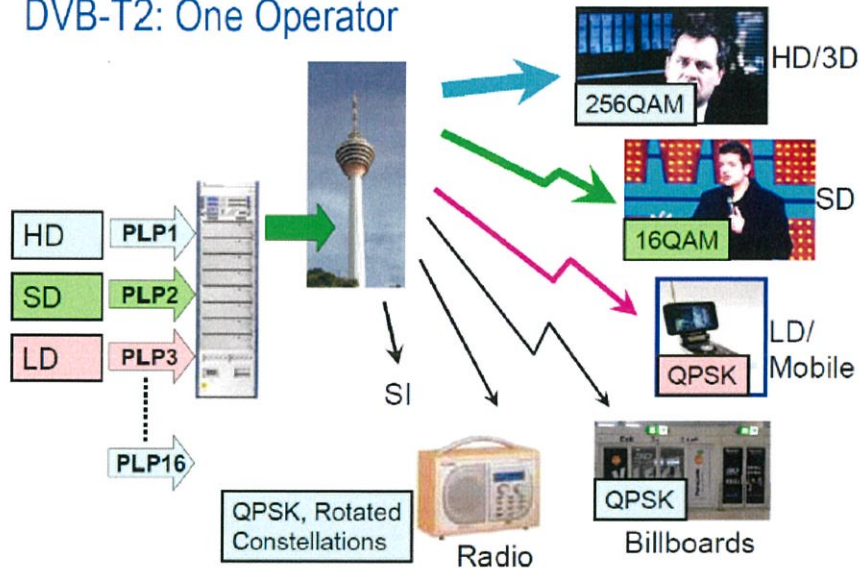 DVB-T2: One Operator
HD/3D
256QAM
SD
16QAM
HD
PLP1
SD
PLP2
LD
PLP3
LD/
Mobile
QPSK
SI
PLP16
QPSK, Rotated
Constellations
Radio
QPSK
Billboards